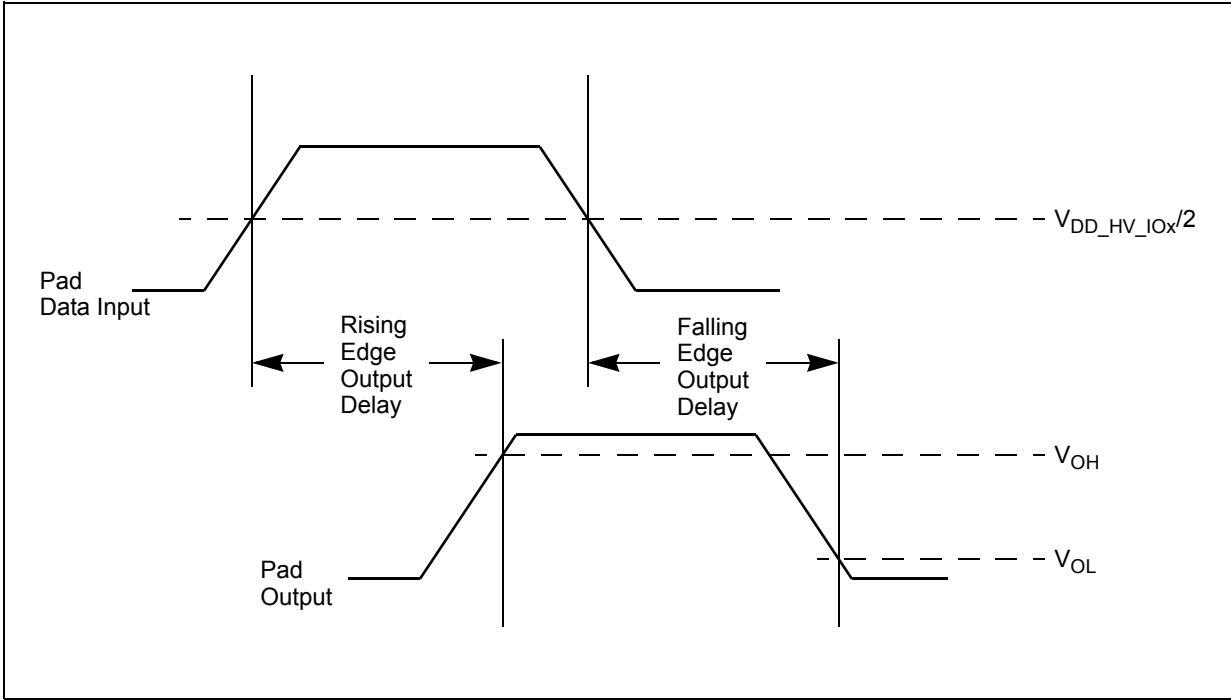 V_DD_HV_IOx/2
Pad
Data Input
Rising
Edge
Output
Delay
Falling
Edge
Output
Delay
V_OH
Pad
Output
V_OL